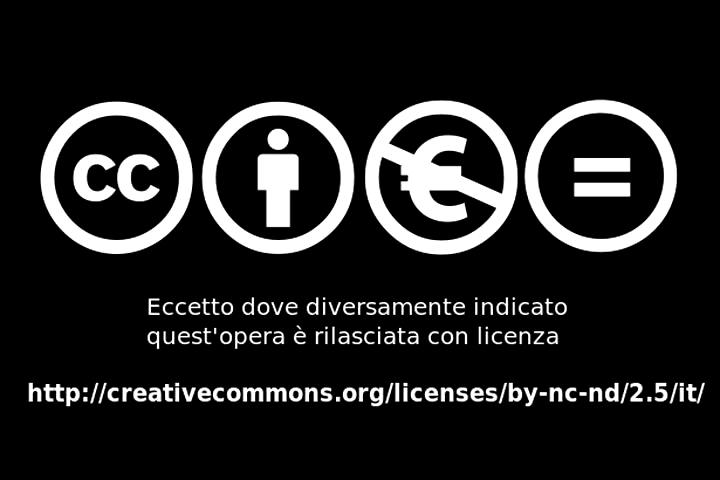 cc
Eccetto dove diversamente indicato
quest'opera è rilasciata con licenza
http://creativecommons.org/licenses/by-nc-nd/2.5/it/